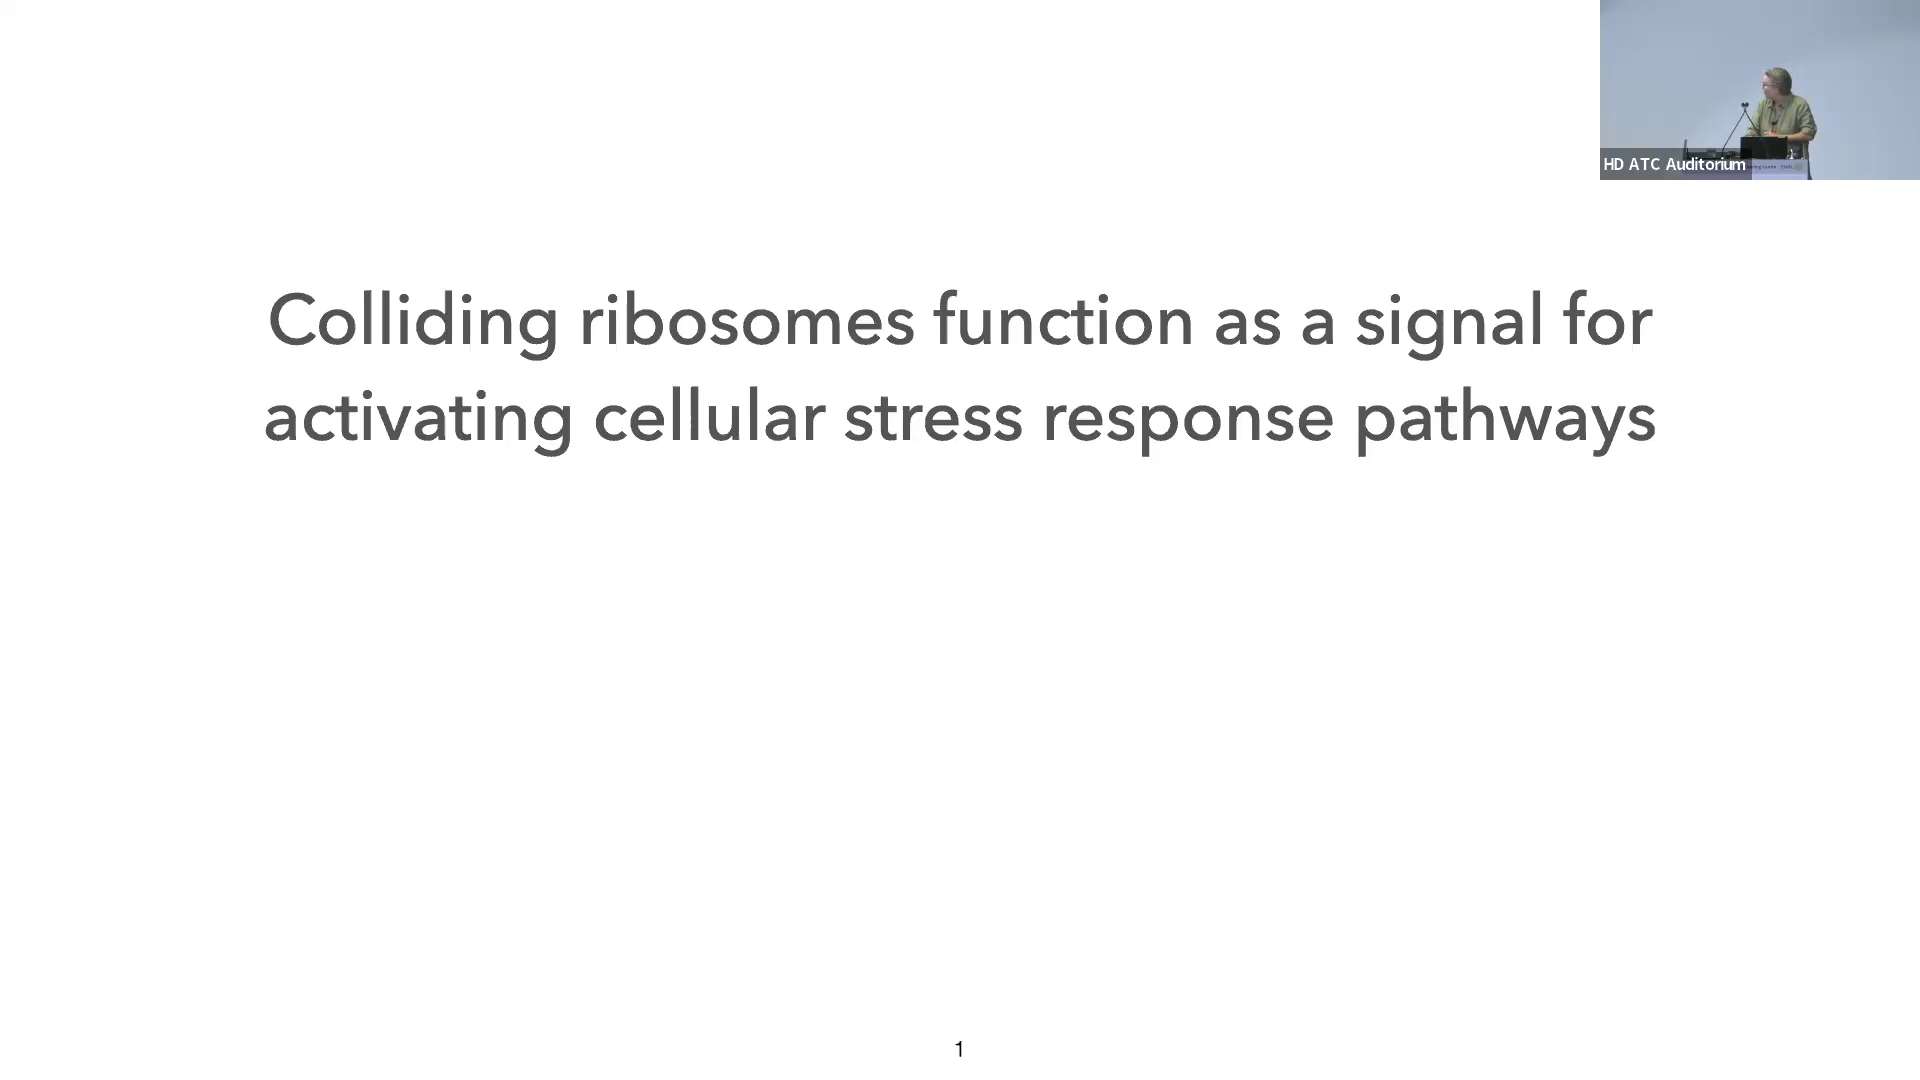 HD ATC Auditorium
Colliding ribosomes function as a signal for
activating cellular stress response pathways
1